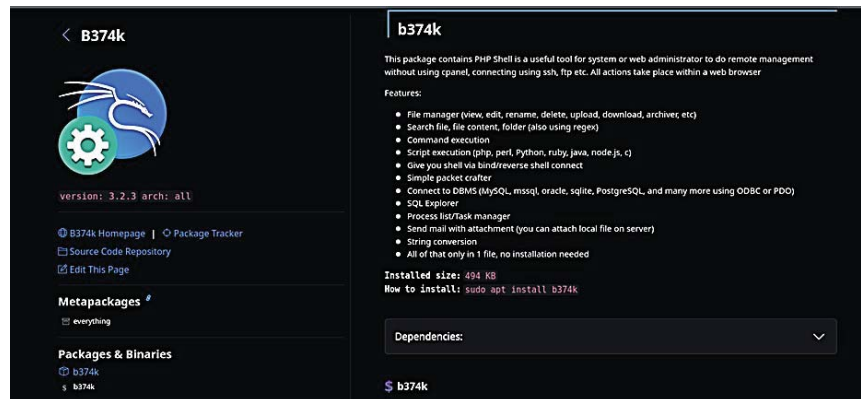 B374k
version: 3.2.3 arch: all
B374k Homepage | Package Tracker
Source Code Repository
Edit This Page
Metapackages
everything
Packages & Binaries
b374k
$ b374k
b374k
This package contains PHP Shell is a useful tool for system or web administrator to do remote management
without using cpanel, connecting using ssh, ftp etc. All actions take place within a web browser
Features:
• File manager (view, edit, rename, delete, upload, download, archiver, etc)
• Search file, file content, folder (also using regex)
• Command execution
• Script execution (php, perl, Python, ruby, java, node.js, c)
• Give you shell via bind/reverse shell connect
• Simple packet crafter
• Connect to DBMS (MySQL, mssql, oracle, sqlite, PostgreSQL, and many more using ODBC or PDO)
• SQL Explorer
• Process list/Task manager
• Send mail with attachment (you can attach local file on server)
• String conversion
• All of that only in 1 file, no installation needed
Installed size: 494 KB
How to install: sudo apt install b374k
Dependencies:
$ b374k